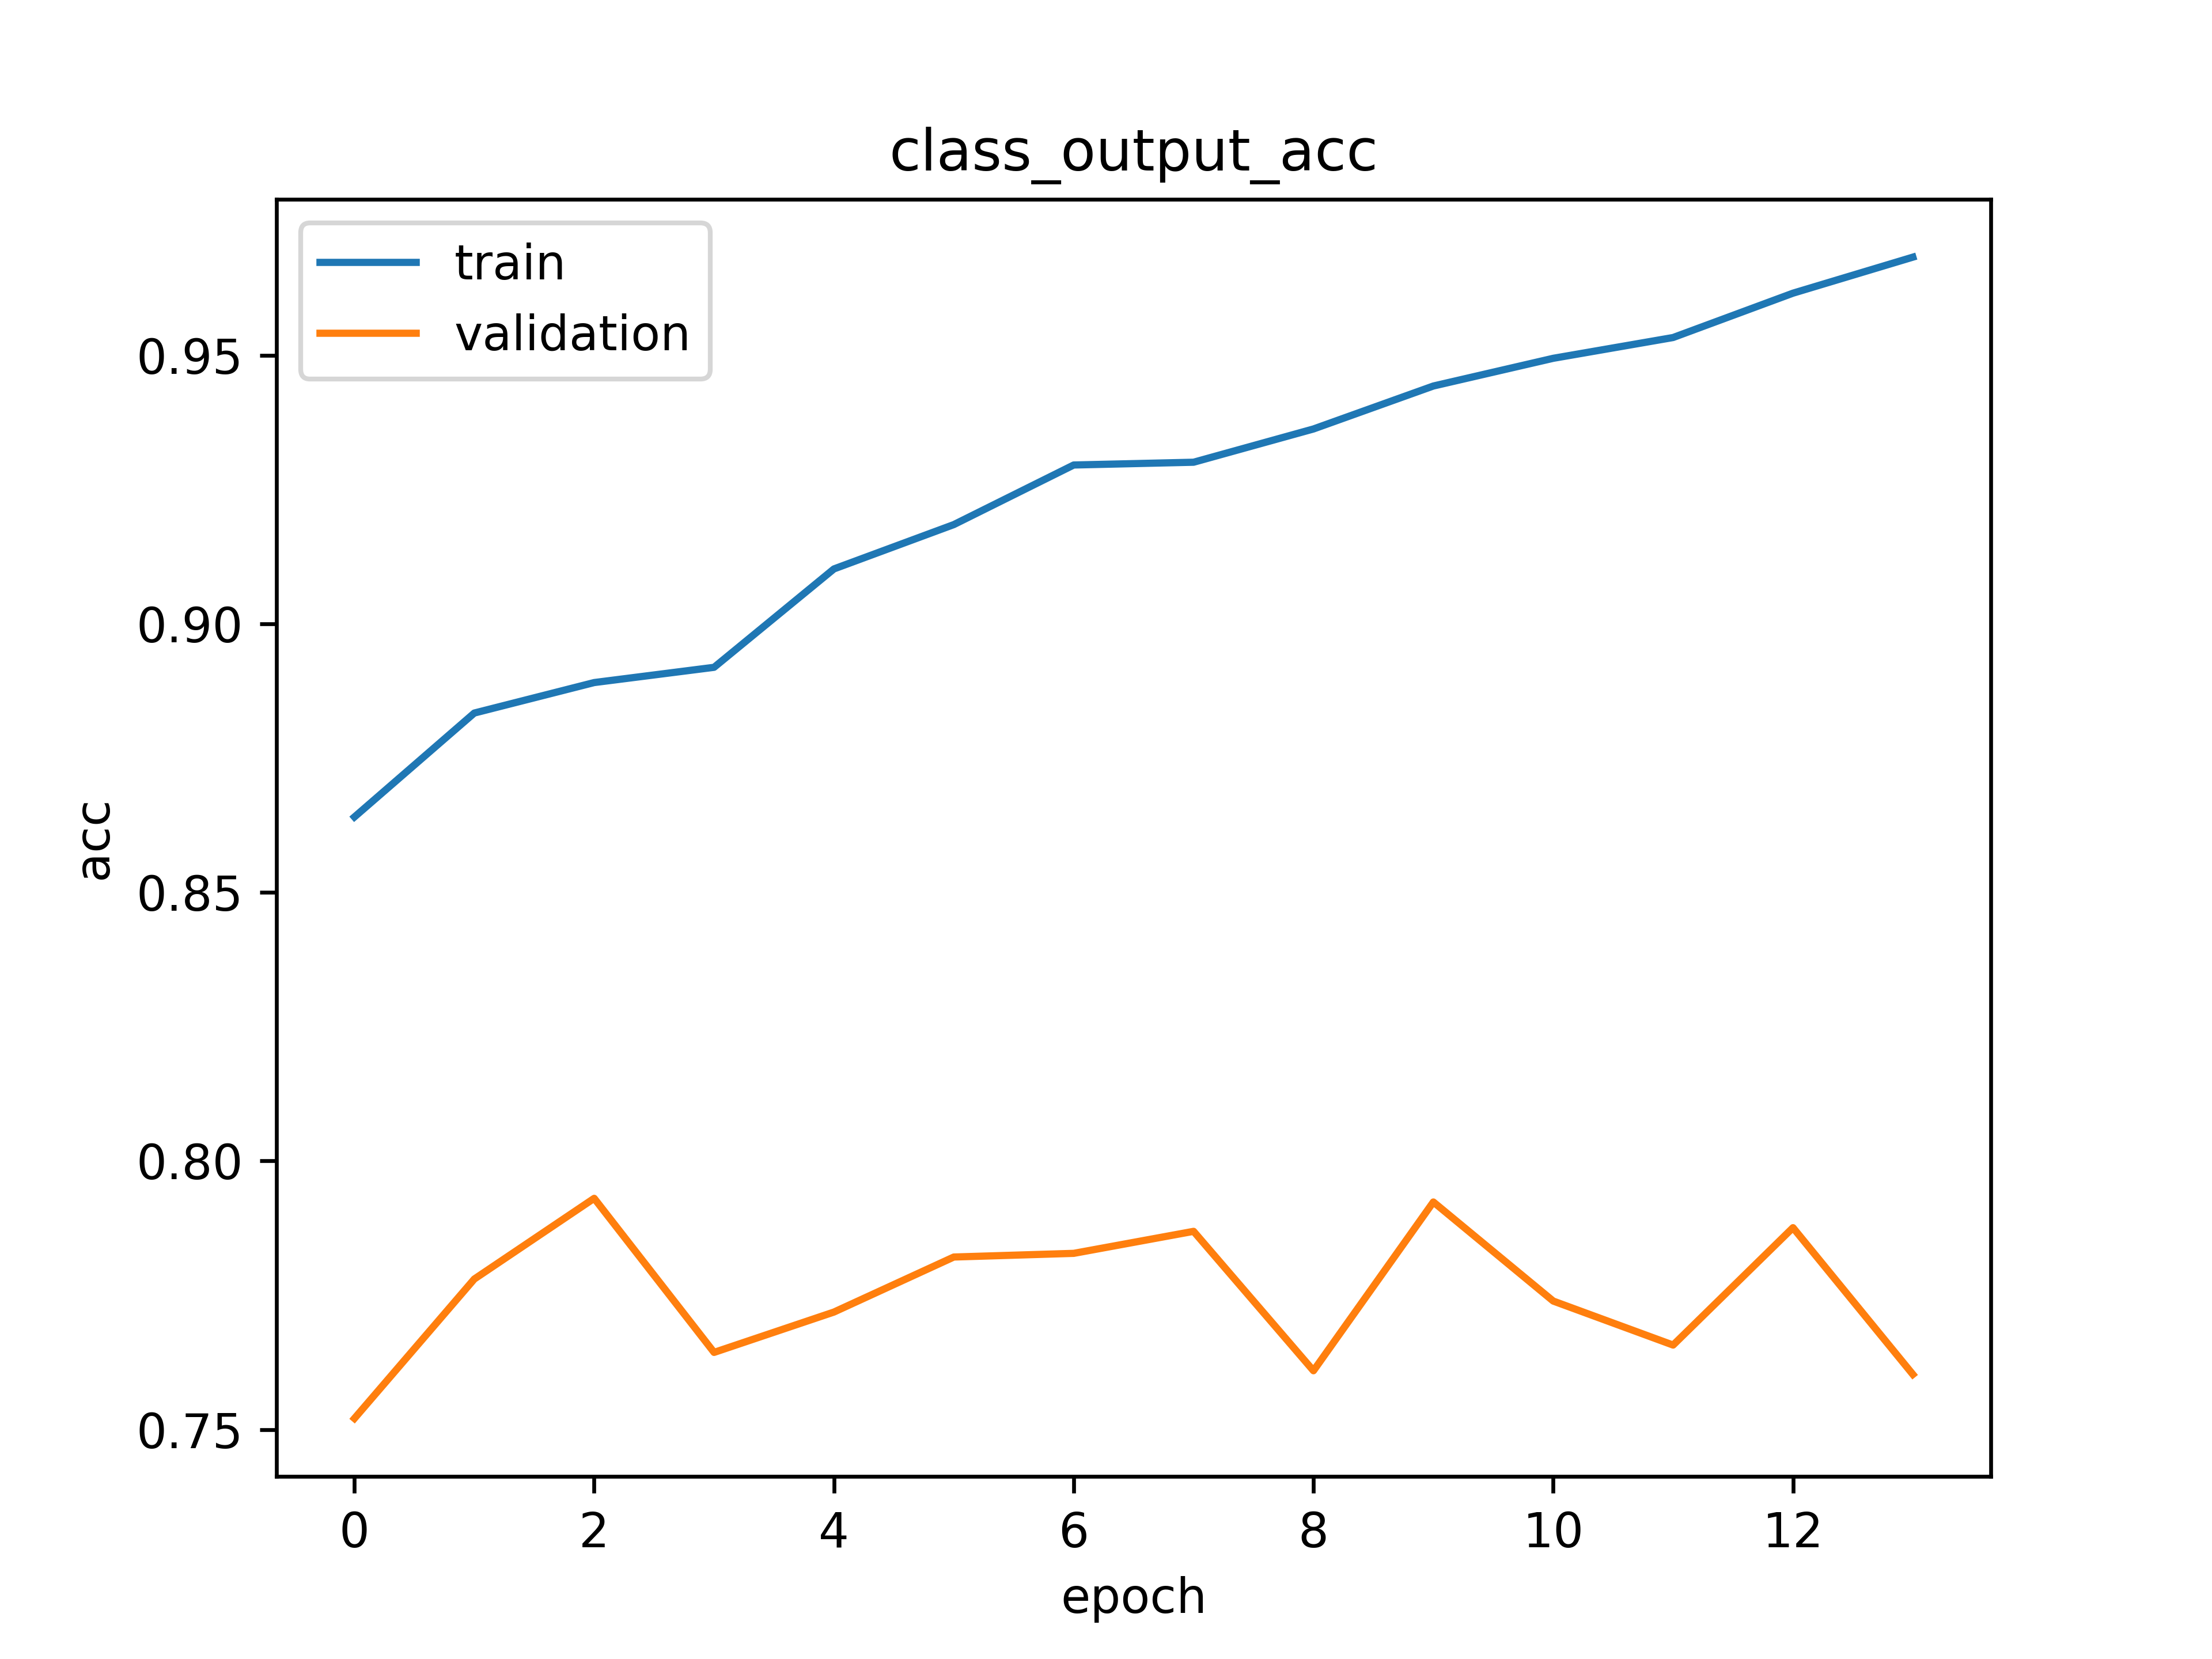 class_output_acc
train
validation
0.95
0.90
0.85
0.80
0.75
acc
0 2 4 6 8 10 12
epoch